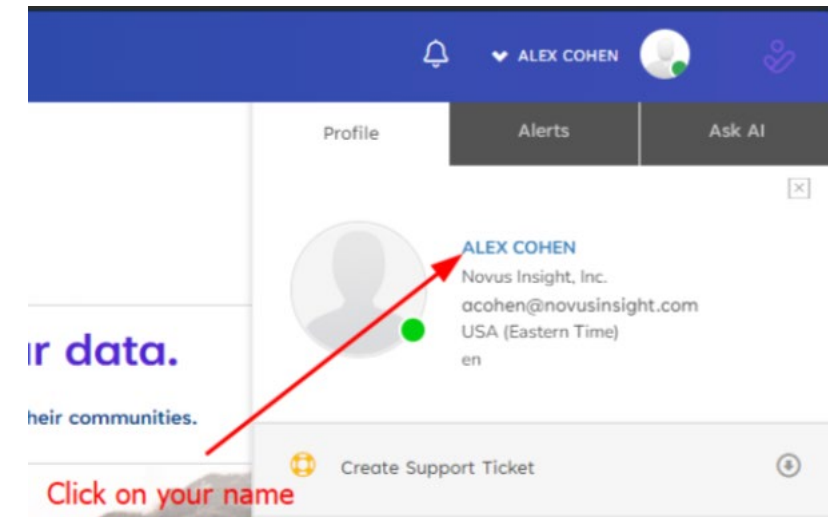 ALEX COHEN
Profile
Alerts
Ask AI
ALEX COHEN
Novus Insight, Inc.
acohen@novusinsight.com
USA (Eastern Time)
en
r data.
heir communities.
Create Support Ticket
Click on your name